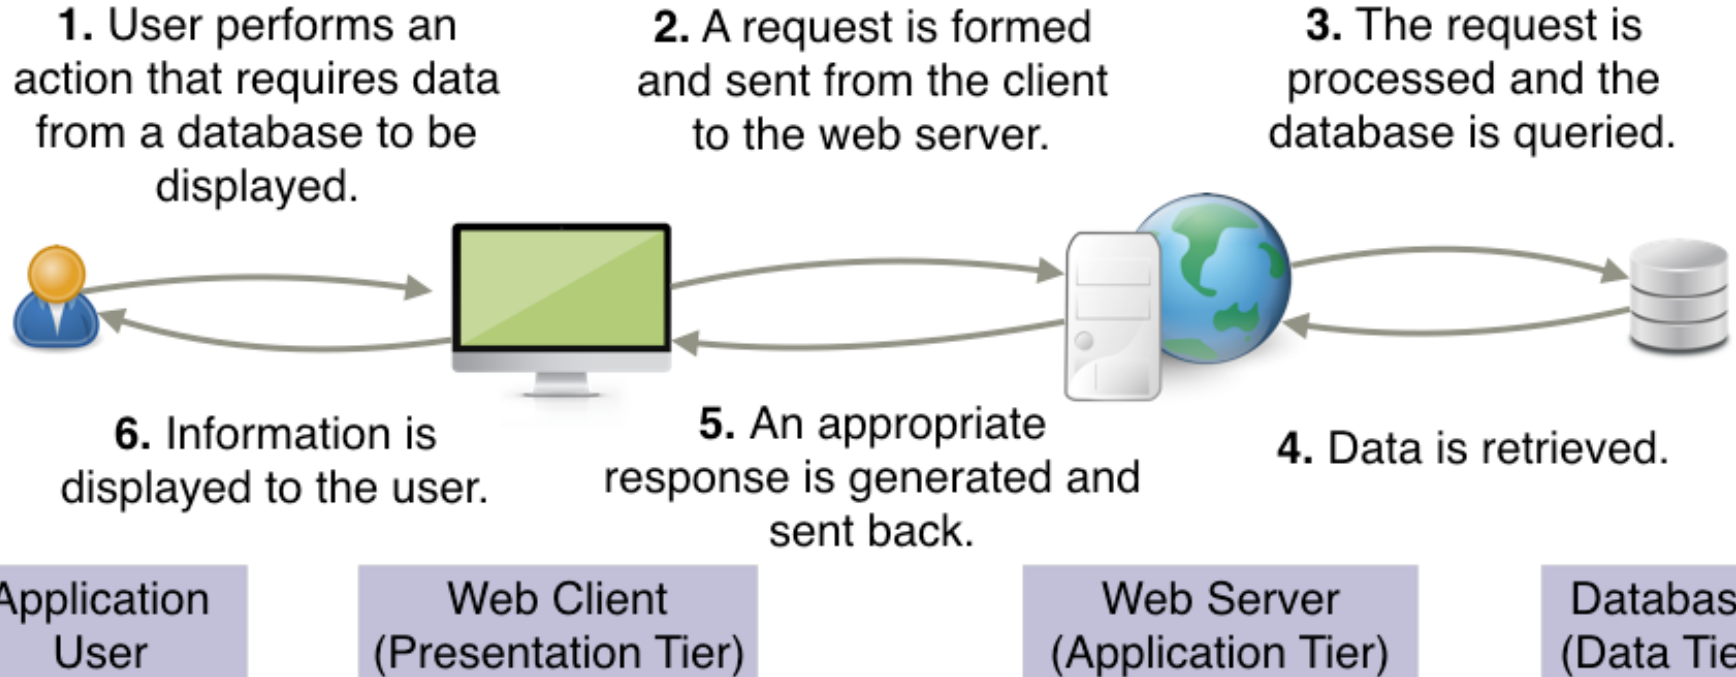 1. User performs an
action that requires data
from a database to be
displayed.
2. A request is formed
and sent from the client
to the web server.
3. The request is
processed and the
database is queried.
6. Information is
displayed to the user.
5. An appropriate
response is generated and
sent back.
4. Data is retrieved.
Application
User
Web Client
(Presentation Tier)
Web Server
(Application Tier)
Databas
(Data Tie